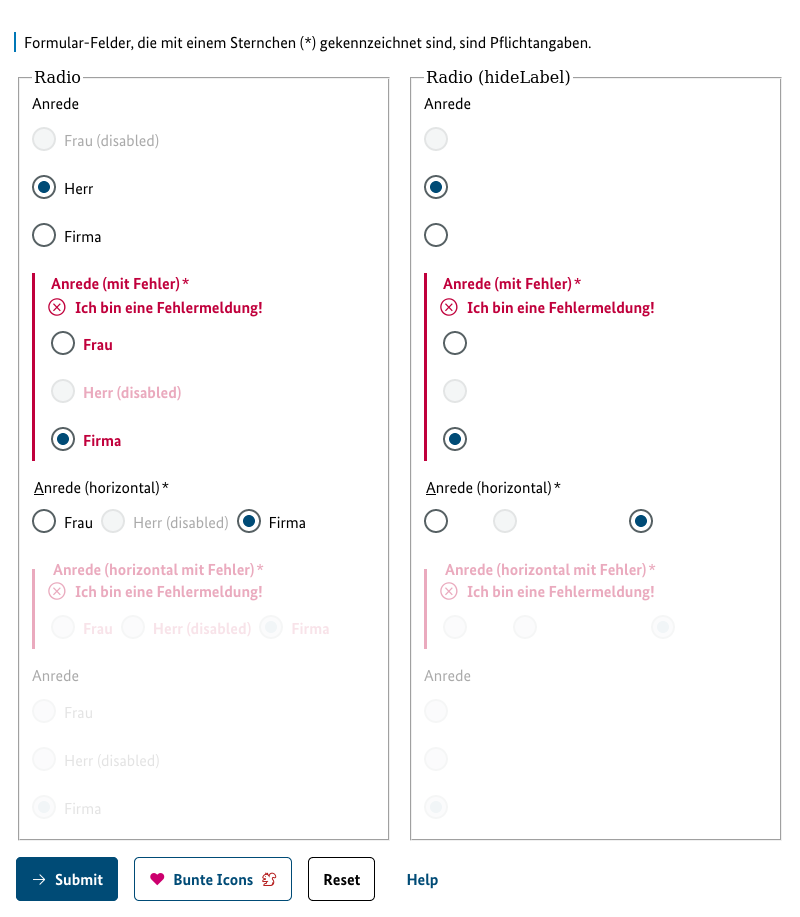 Formular-Felder, die mit einem Sternchen (*) gekennzeichnet sind, sind Pflichtangaben.
Radio
Anrede
Frau (disabled)
Herr
Firma
Anrede (mit Fehler)*
Ich bin eine Fehlermeldung!
Frau
Herr (disabled)
Firma
Anrede (horizontal)*
Frau Herr (disabled) Firma
Anrede (horizontal mit Fehler)*
Ich bin eine Fehlermeldung!
Frau Herr (disabled) Firma
Anrede
Frau
Herr (disabled)
Firma
Radio (hideLabel)
Anrede
Anrede (mit Fehler)*
Ich bin eine Fehlermeldung!
Anrede (horizontal)*
Anrede (horizontal mit Fehler)*
Ich bin eine Fehlermeldung!
Anrede
Submit Bunte Icons Reset Help